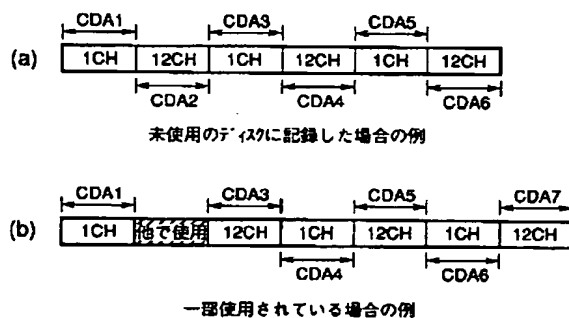 CDA1 CDA3 CDA5
(a) 1CH 12CH 1CH 12CH 1CH 12CH
CDA2 CDA4 CDA6
未使用のディスクに記録した場合の例
CDA1 CDA3 CDA5 CDA7
(b) 1CH 他で使用 12CH 1CH 12CH 1CH 12CH
CDA4 CDA6
一部使用されている場合の例